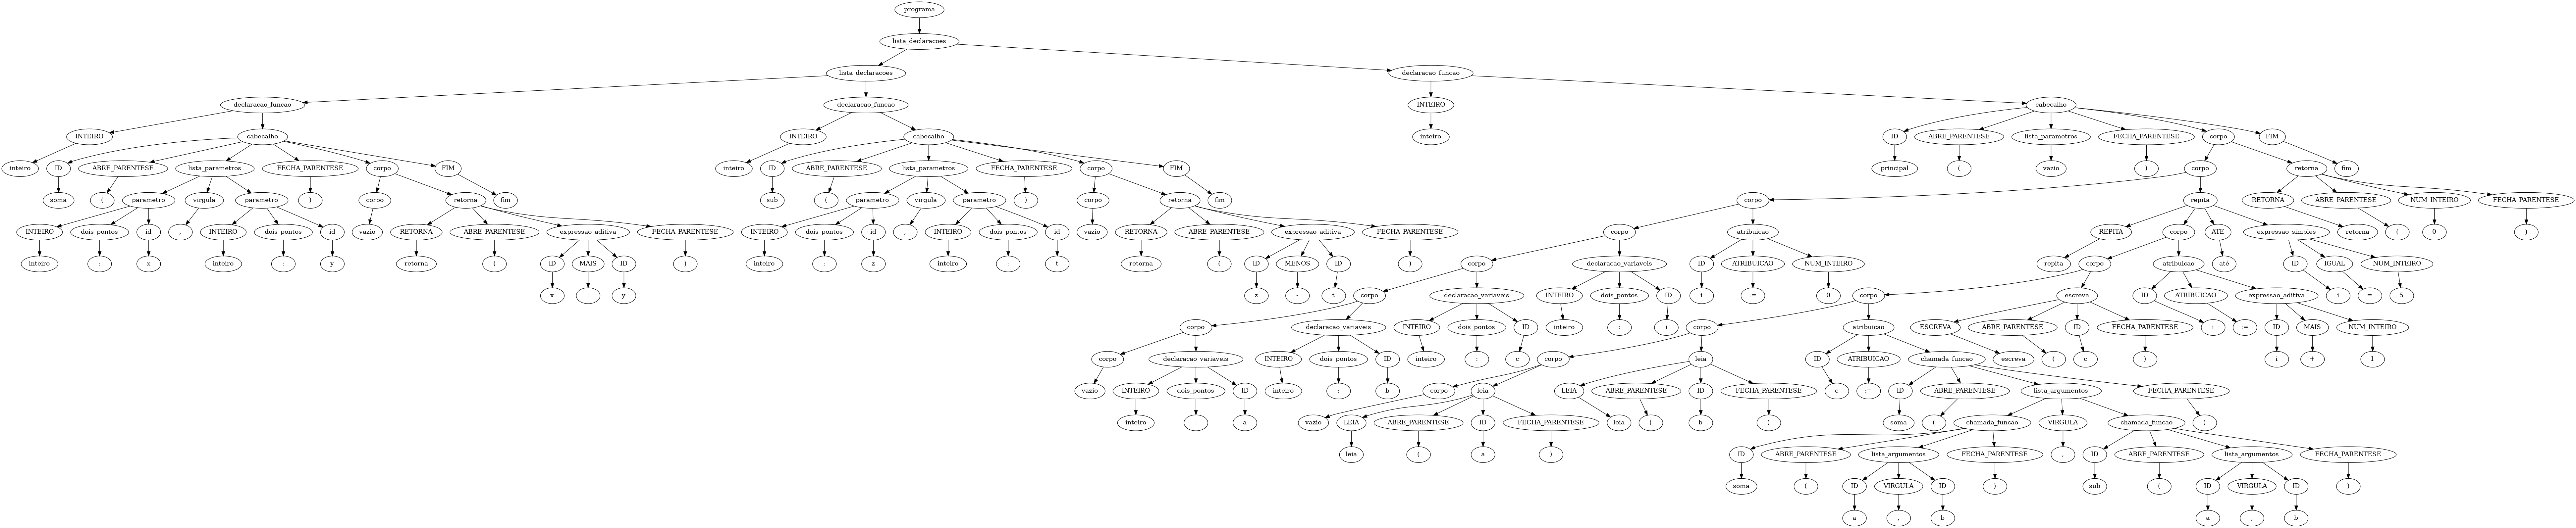 programa
lista_declaracoes
lista_declaracoes declaracao_funcao
declaracao_funcao declaracao_funcao INTEIRO cabecalho
INTEIRO cabecalho INTEIRO cabecalho inteiro ID ABRE_PARENTESE lista_parametros FECHA_PARENTESE corpo FIM
inteiro ID ABRE_PARENTESE lista_parametros FECHA_PARENTESE corpo FIM inteiro ID ABRE_PARENTESE lista_parametros FECHA_PARENTESE corpo FIM principal ( vazio ) corpo retorna fim
soma ( parametro virgula parametro ) corpo retorna fim sub ( parametro virgula parametro ) corpo retorna fim corpo repita RETORNA ABRE_PARENTESE NUM_INTEIRO FECHA_PARENTESE
INTEIRO dois_pontos id , INTEIRO dois_pontos id vazio RETORNA ABRE_PARENTESE expressao_aditiva FECHA_PARENTESE INTEIRO dois_pontos id , INTEIRO dois_pontos id vazio RETORNA ABRE_PARENTESE expressao_aditiva FECHA_PARENTESE corpo atribuicao REPITA corpo ATE expressao_simples retorna ( 0 )
inteiro : x inteiro : y retorna ( ID MAIS ID ) inteiro : z inteiro : t retorna ( ID MENOS ID ) corpo declaracao_variaveis ID ATRIBUICAO NUM_INTEIRO repita corpo atribuicao até ID IGUAL NUM_INTEIRO
x + y z - t corpo declaracao_variaveis INTEIRO dois_pontos ID i := 0 corpo escreva ID ATRIBUICAO expressao_aditiva i = 5
corpo declaracao_variaveis INTEIRO dois_pontos ID inteiro : i corpo atribuicao ESCREVA ABRE_PARENTESE ID FECHA_PARENTESE i := ID MAIS NUM_INTEIRO
corpo declaracao_variaveis INTEIRO dois_pontos ID inteiro : c corpo leia ID ATRIBUICAO chamada_funcao escreva ( c ) i + 1
vazio INTEIRO dois_pontos ID inteiro : b corpo leia LEIA ABRE_PARENTESE ID FECHA_PARENTESE c := ID ABRE_PARENTESE lista_argumentos FECHA_PARENTESE
inteiro : a vazio LEIA ABRE_PARENTESE ID FECHA_PARENTESE leia ( b ) soma ( chamada_funcao VIRGULA chamada_funcao )
leia ( a ) ID ABRE_PARENTESE lista_argumentos FECHA_PARENTESE , ID ABRE_PARENTESE lista_argumentos FECHA_PARENTESE
soma ( ID VIRGULA ID ) sub ( ID VIRGULA ID )
a , b a , b